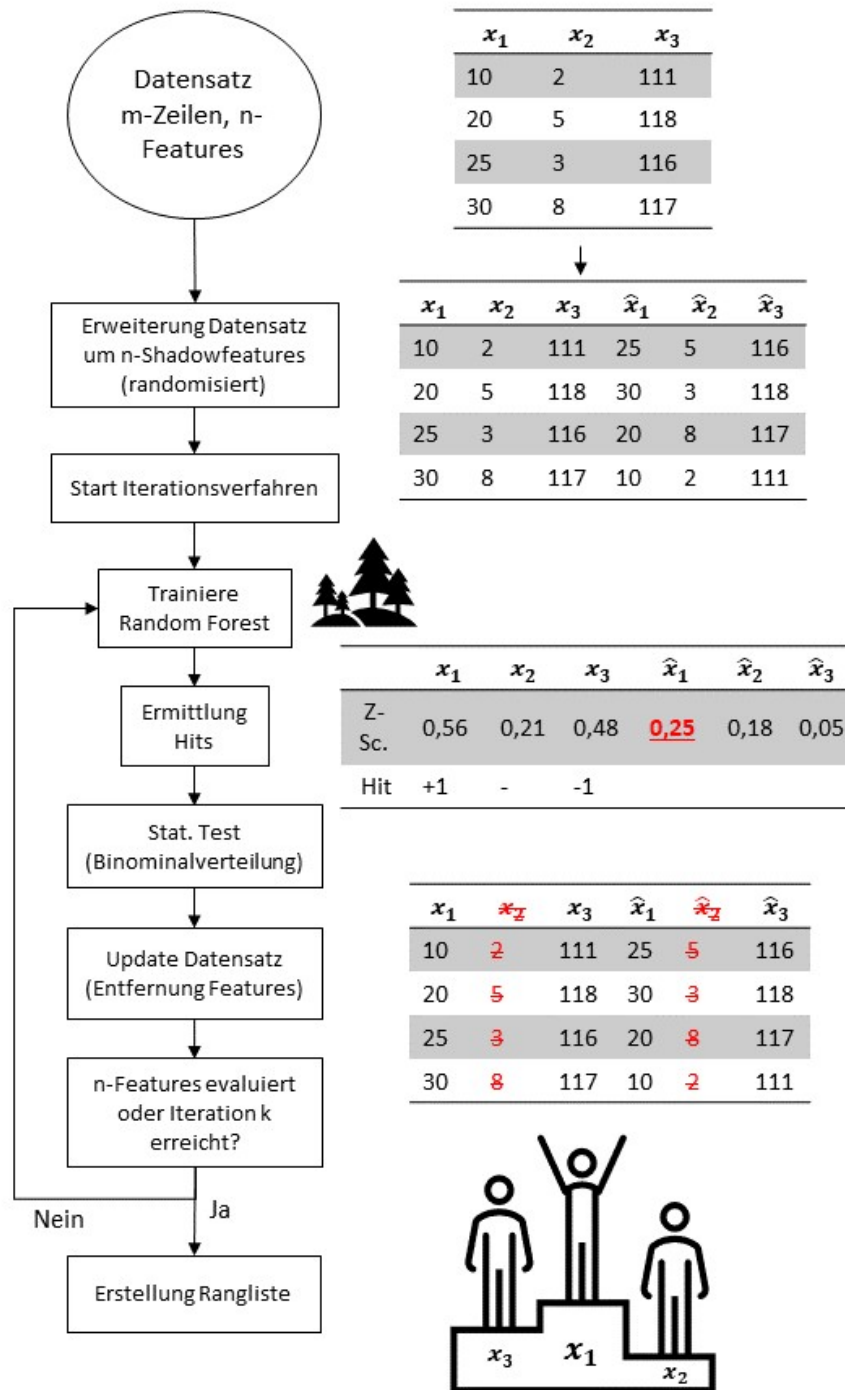 Datensatz
m-Zeilen, n-
Features
x₁ x₂ x₃
10 2 111
20 5 118
25 3 116
30 8 117
Erweiterung Datensatz
um n-Shadowfeatures
(randomisiert)
x₁ x₂ x₃ x̂₁ x̂₂ x̂₃
10 2 111 25 5 116
20 5 118 30 3 118
25 3 116 20 8 117
30 8 117 10 2 111
Start Iterationsverfahren
Trainiere
Random Forest
Ermittlung
Hits
x₁ x₂ x₃ x̂₁ x̂₂ x̂₃
Z-
Sc. 0,56 0,21 0,48 0,25 0,18 0,05
Hit +1 - -1
Stat. Test
(Binominalverteilung)
Update Datensatz
(Entfernung Features)
x₁ x₂ x₃ x̂₁ x̂₂ x̂₃
10 2 111 25 5 116
20 5 118 30 3 118
25 3 116 20 8 117
30 8 117 10 2 111
n-Features evaluiert
oder Iteration k
erreicht?
Nein
Ja
Erstellung Rangliste
x₃ x₁ x₂